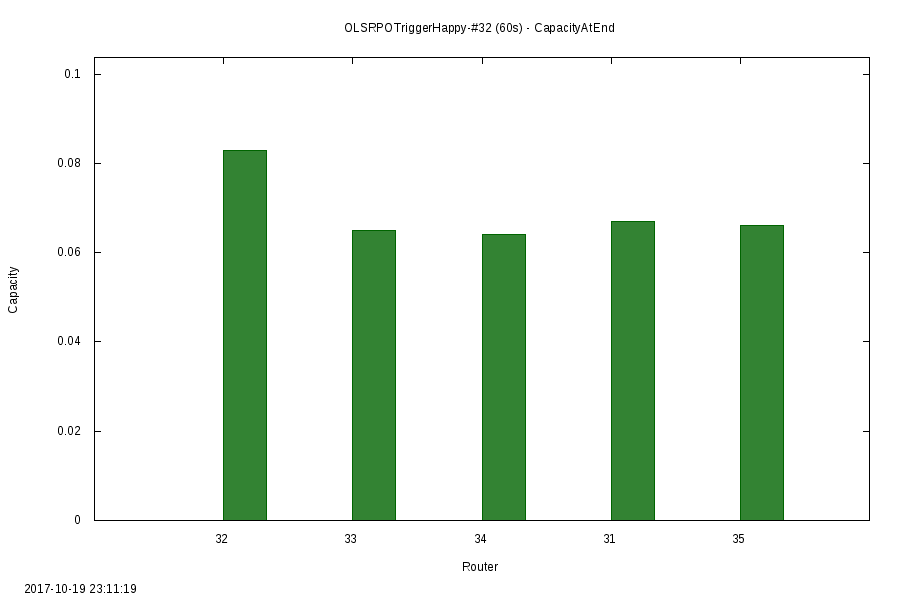 OLSRPOTriggerHappy-#32 (60s) - CapacityAtEnd
0.1
0.08
0.06
0.04
0.02
0
Capacity
32 33 34 31 35
Router
2017-10-19 23:11:19